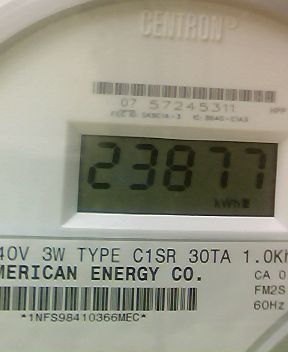 CENTRON®
07 57245311
23877
kWh
40V 3W TYPE C1SR 30TA 1.0Kh
MERICAN ENERGY CO.
CA 0
FM2S
60Hz
*1NFS98410366MEC*